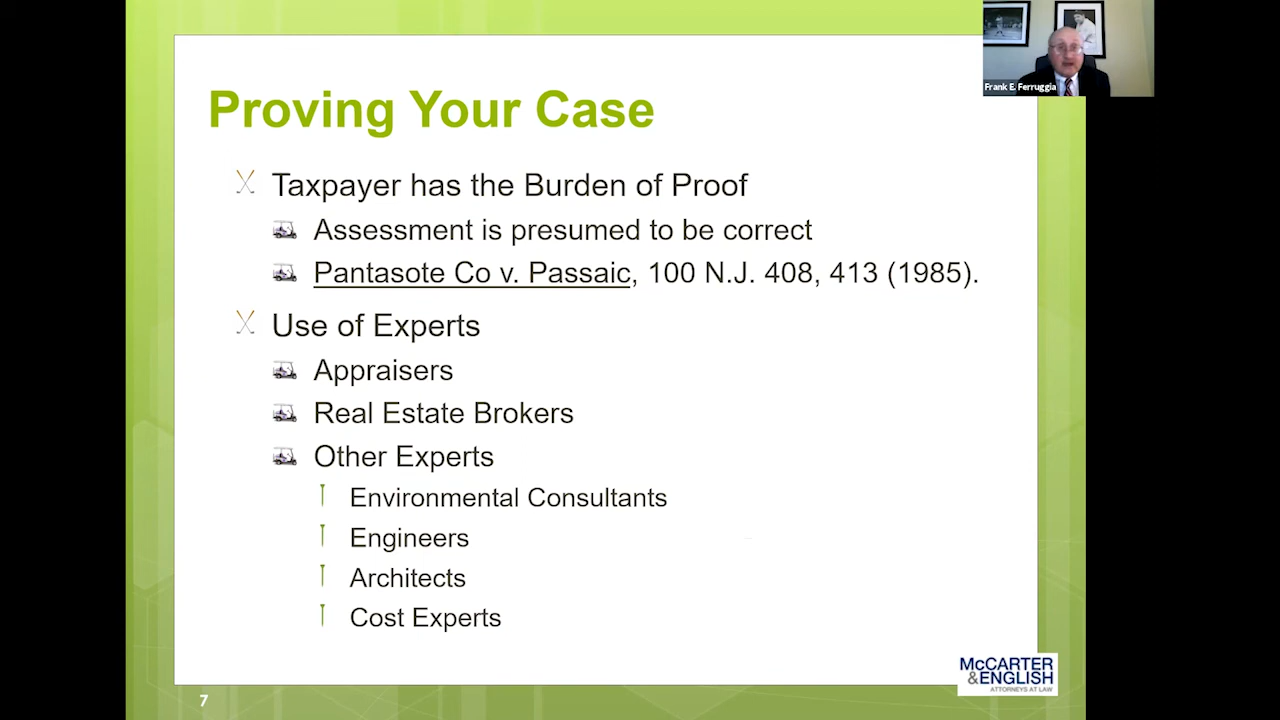 Frank E. Ferruggia
Proving Your Case
Taxpayer has the Burden of Proof
Assessment is presumed to be correct
Pantasote Co v. Passaic, 100 N.J. 408, 413 (1985).
Use of Experts
Appraisers
Real Estate Brokers
Other Experts
Environmental Consultants
Engineers
Architects
Cost Experts
McCARTER
&ENGLISH
ATTORNEYS AT LAW
7